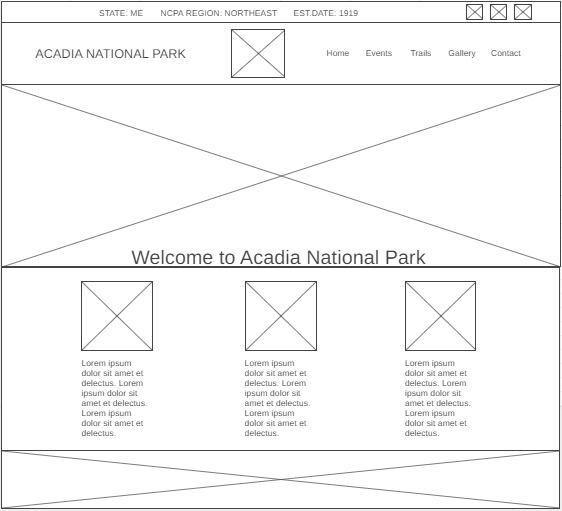 STATE: ME NCPA REGION: NORTHEAST EST.DATE. 1919
ACADIA NATIONAL PARK
Home Events Trails Gallery Contact
Welcome to Acadia National Park
Lorem ipsum
dolor sit amet et
delectus. Lorem
ipsum dolor sit
amet et delectus.
Lorem ipsum
dolor sit amet et
delectus.
Lorem ipsum
dolor sit amet et
delectus. Lorem
ipsum dolor sit
amet et delectus.
Lorem ipsum
dolor sit amet et
delectus.
Lorem ipsum
dolor sit amet et
delectus. Lorem
ipsum dolor sit
amet et delectus.
Lorem ipsum
dolor sit amet et
delectus.